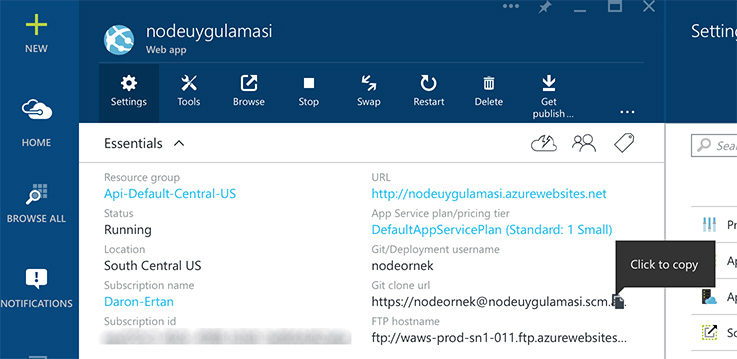 NEW
HOME
BROWSE ALL
NOTIFICATIONS
nodeuygulamasi
Web app
Settings
Tools
Browse
Stop
Swap
Restart
Delete
Get
publish ...
Essentials
Resource group
Api-Default-Central-US
Status
Running
Location
South Central US
Subscription name
Daron-Ertan
Subscription id
URL
http://nodeuygulamasi.azurewebsites.net
App Service plan/pricing tier
DefaultAppServicePlan (Standard: 1 Small)
Git/Deployment username
nodeornek
Git clone url
https://nodeornek@nodeuygulamasi.scm.a
Click to copy
FTP hostname
ftp://waws-prod-sn1-011.ftp.azurewebsites...
Setting
Sea
Pr
Ap
Ap
So